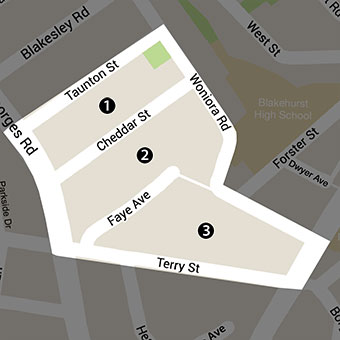 Blakesley Rd
West St
Taunton St
Woniora Rd
Blakehurst
High School
Cheddar St
orges Rd
Forster St
Dwyer Ave
Parkside Dr.
Faye Ave
Terry St
1
2
3
He